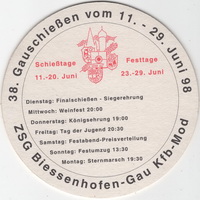 38. Gauschießen vom 11. - 29. Juni 98
Schießtage
11.-20. Juni
Festtage
23.-29. Juni
Dienstag: Finalschießen - Siegerehrung
Mittwoch: Weinfest 20:00
Donnerstag: Königsehrung 19:00
Freitag: Tag der Jugend 20:30
Samstag: Festabend-Preisverteilung
Sonntag: Festumzug 13:30
Montag: Sternmarsch 19:30
ZSG Biessenhofen-Gau Kfb-Mod